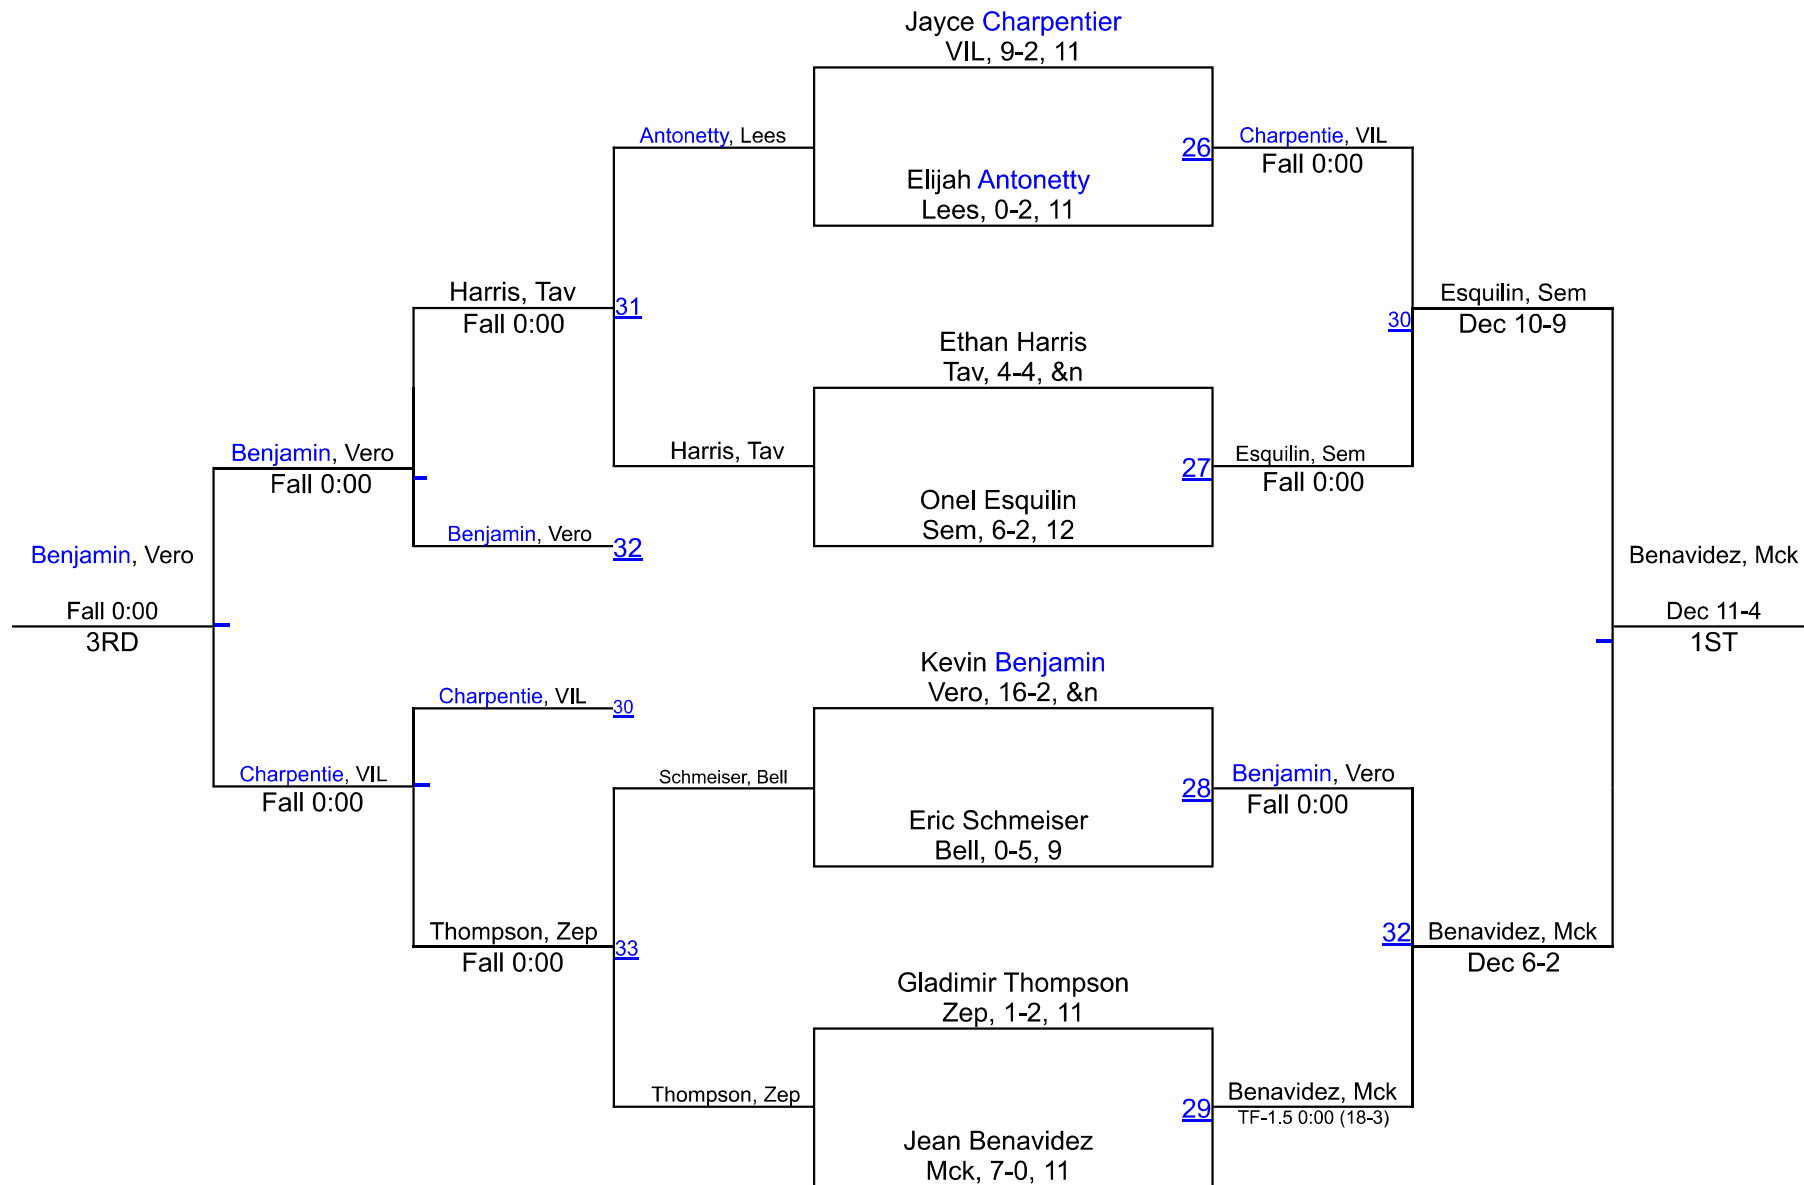 Jayce Charpentier
VIL, 9-2, 11
Antonetty, Lees
26
Charpentie, VIL
Fall 0:00
Elijah Antonetty
Lees, 0-2, 11
Harris, Tav
Fall 0:00
31
Esquilin, Sem
Dec 10-9
30
Ethan Harris
Tav, 4-4, &n
Benjamin, Vero
Fall 0:00
Harris, Tav
27
Esquilin, Sem
Fall 0:00
Onel Esquilin
Sem, 6-2, 12
Benjamin, Vero
32
Benjamin, Vero
Fall 0:00
3RD
Benavidez, Mck
Dec 11-4
1ST
Kevin Benjamin
Vero, 16-2, &n
Charpentie, VIL
30
Charpentie, VIL
Fall 0:00
Schmeiser, Bell
28
Benjamin, Vero
Fall 0:00
Eric Schmeiser
Bell, 0-5, 9
Thompson, Zep
Fall 0:00
33
32
Benavidez, Mck
Dec 6-2
Gladimir Thompson
Zep, 1-2, 11
Thompson, Zep
29
Benavidez, Mck
TF-1.5 0:00 (18-3)
Jean Benavidez
Mck, 7-0, 11